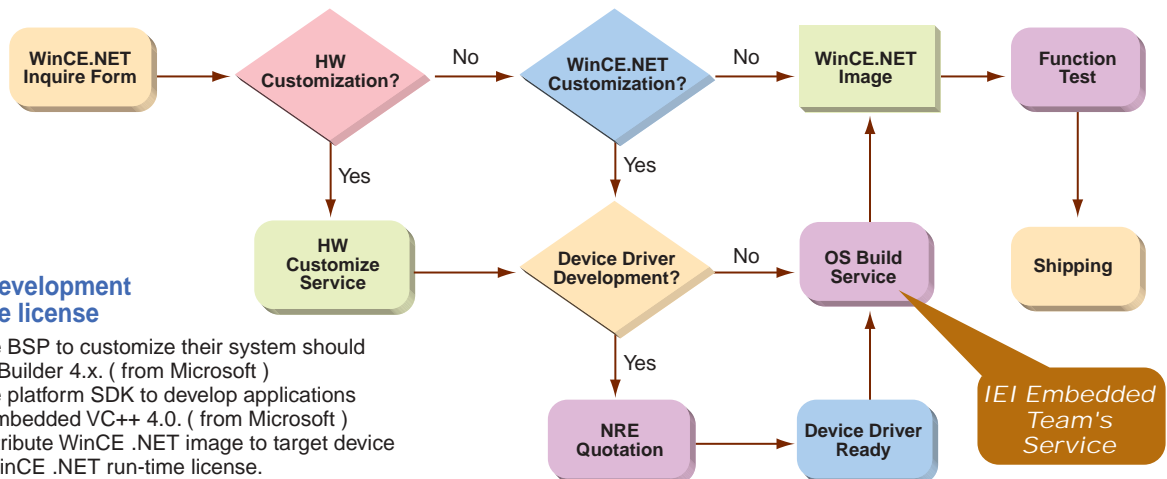 WinCE.NET
Inquire Form
HW
Customization?
No
WinCE.NET
Customization?
No
WinCE.NET
Image
Function
Test
Yes
Yes
HW
Customize
Service
Device Driver
Development?
No
OS Build
Service
Shipping
evelopment
e license
e BSP to customize their system should
Builder 4.x. ( from Microsoft )
e platform SDK to develop applications
mbedded VC++ 4.0. ( from Microsoft )
tribute WinCE .NET image to target device
WinCE .NET run-time license.
Yes
NRE
Quotation
Device Driver
Ready
IEI Embedded
Team's
Service